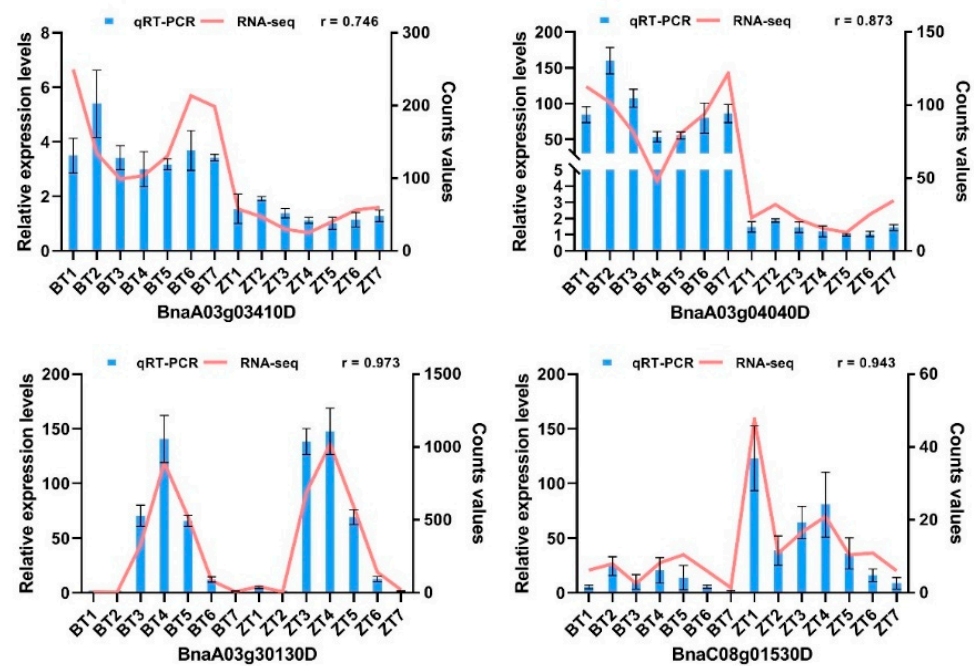 qRT-PCR RNA-seq r = 0.746
Relative expression levels
8
6
4
2
0
300
200
100
0
Counts values
BT1 BT2 BT3 BT4 BT5 BT6 BT7 ZT1 ZT2 ZT3 ZT4 ZT5 ZT6 ZT7
BnaA03g03410D
qRT-PCR RNA-seq r = 0.873
Relative expression levels
200
150
100
50
5
4
3
2
1
0
150
100
50
0
Counts values
BT1 BT2 BT3 BT4 BT5 BT6 BT7 ZT1 ZT2 ZT3 ZT4 ZT5 ZT6 ZT7
BnaA03g04040D
qRT-PCR RNA-seq r = 0.973
Relative expression levels
200
150
100
50
0
1500
1000
500
0
Counts values
BT1 BT2 BT3 BT4 BT5 BT6 BT7 ZT1 ZT2 ZT3 ZT4 ZT5 ZT6 ZT7
BnaA03g30130D
qRT-PCR RNA-seq r = 0.943
Relative expression levels
200
150
100
50
0
60
40
20
0
Counts values
BT1 BT2 BT3 BT4 BT5 BT6 BT7 ZT1 ZT2 ZT3 ZT4 ZT5 ZT6 ZT7
BnaC08g01530D